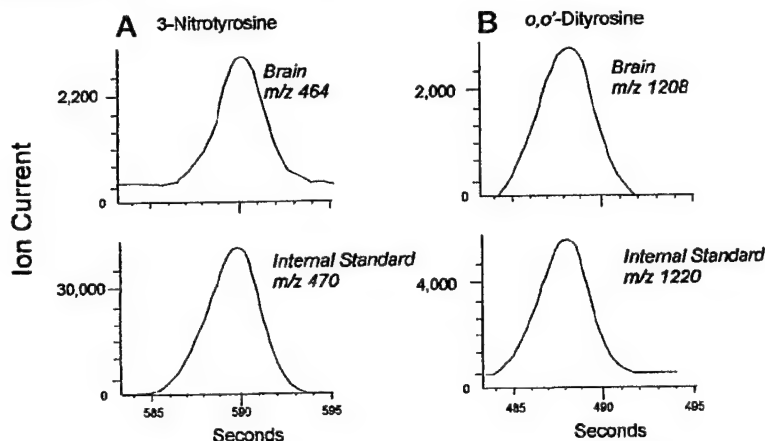 A 3-Nitrotyrosine
Brain
m/z 464
2,200
0
Internal Standard
m/z 470
30,000
0
585 590 595
Seconds
B o,o'-Dityrosine
Brain
m/z 1208
2,000
0
Internal Standard
m/z 1220
4,000
0
485 490 495
Seconds
Ion Current